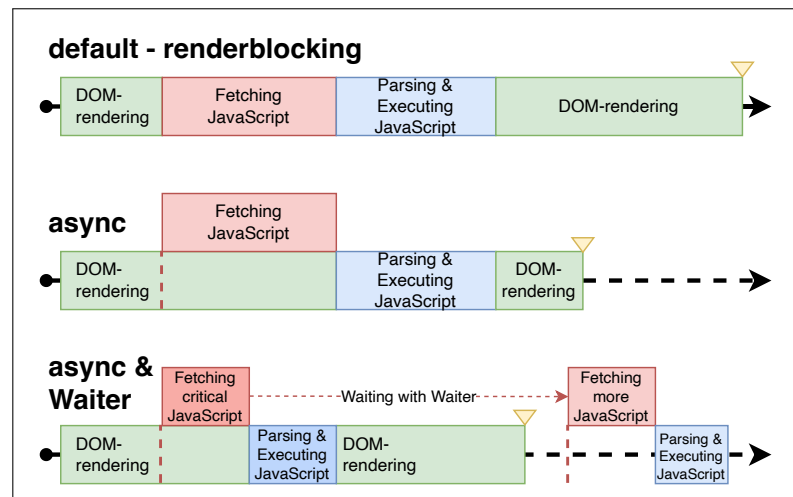 default - renderblocking
DOM-
rendering
Fetching
JavaScript
Parsing &
Executing
JavaScript
DOM-rendering
async
Fetching
JavaScript
DOM-
rendering
Parsing &
Executing
JavaScript
DOM-
rendering
async &
Waiter
Fetching
critical
JavaScript
Waiting with Waiter
Fetching
more
JavaScript
DOM-
rendering
Parsing &
Executing
JavaScript
DOM-
rendering
Parsing &
Executing
JavaScript